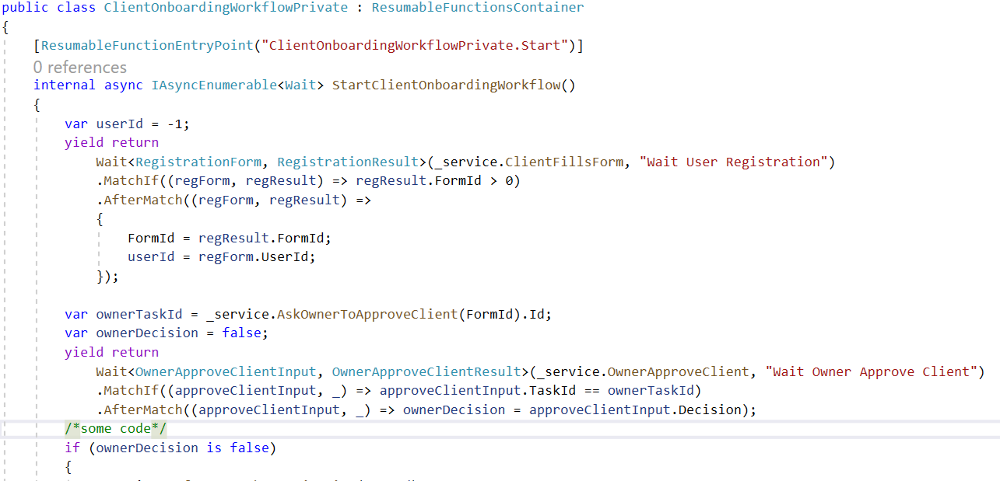 public class ClientOnboardingWorkflowPrivate : ResumableFunctionsContainer
{
[ResumableFunctionEntryPoint("ClientOnboardingWorkflowPrivate.Start")]
0 references
internal async IAsyncEnumerable<Wait> StartClientOnboardingWorkflow()
{
var userId = -1;
yield return
Wait<RegistrationForm, RegistrationResult>(_service.ClientFillsForm, "Wait User Registration")
.MatchIf((regForm, regResult) => regResult.FormId > 0)
.AfterMatch((regForm, regResult) =>
{
FormId = regResult.FormId;
userId = regForm.UserId;
});
var ownerTaskId = _service.AskOwnerToApproveClient(FormId).Id;
var ownerDecision = false;
yield return
Wait<OwnerApproveClientInput, OwnerApproveClientResult>(_service.OwnerApproveClient, "Wait Owner Approve Client")
.MatchIf((approveClientInput, _) => approveClientInput.TaskId == ownerTaskId)
.AfterMatch((approveClientInput, _) => ownerDecision = approveClientInput.Decision);
/*some code*/
if (ownerDecision is false)
{